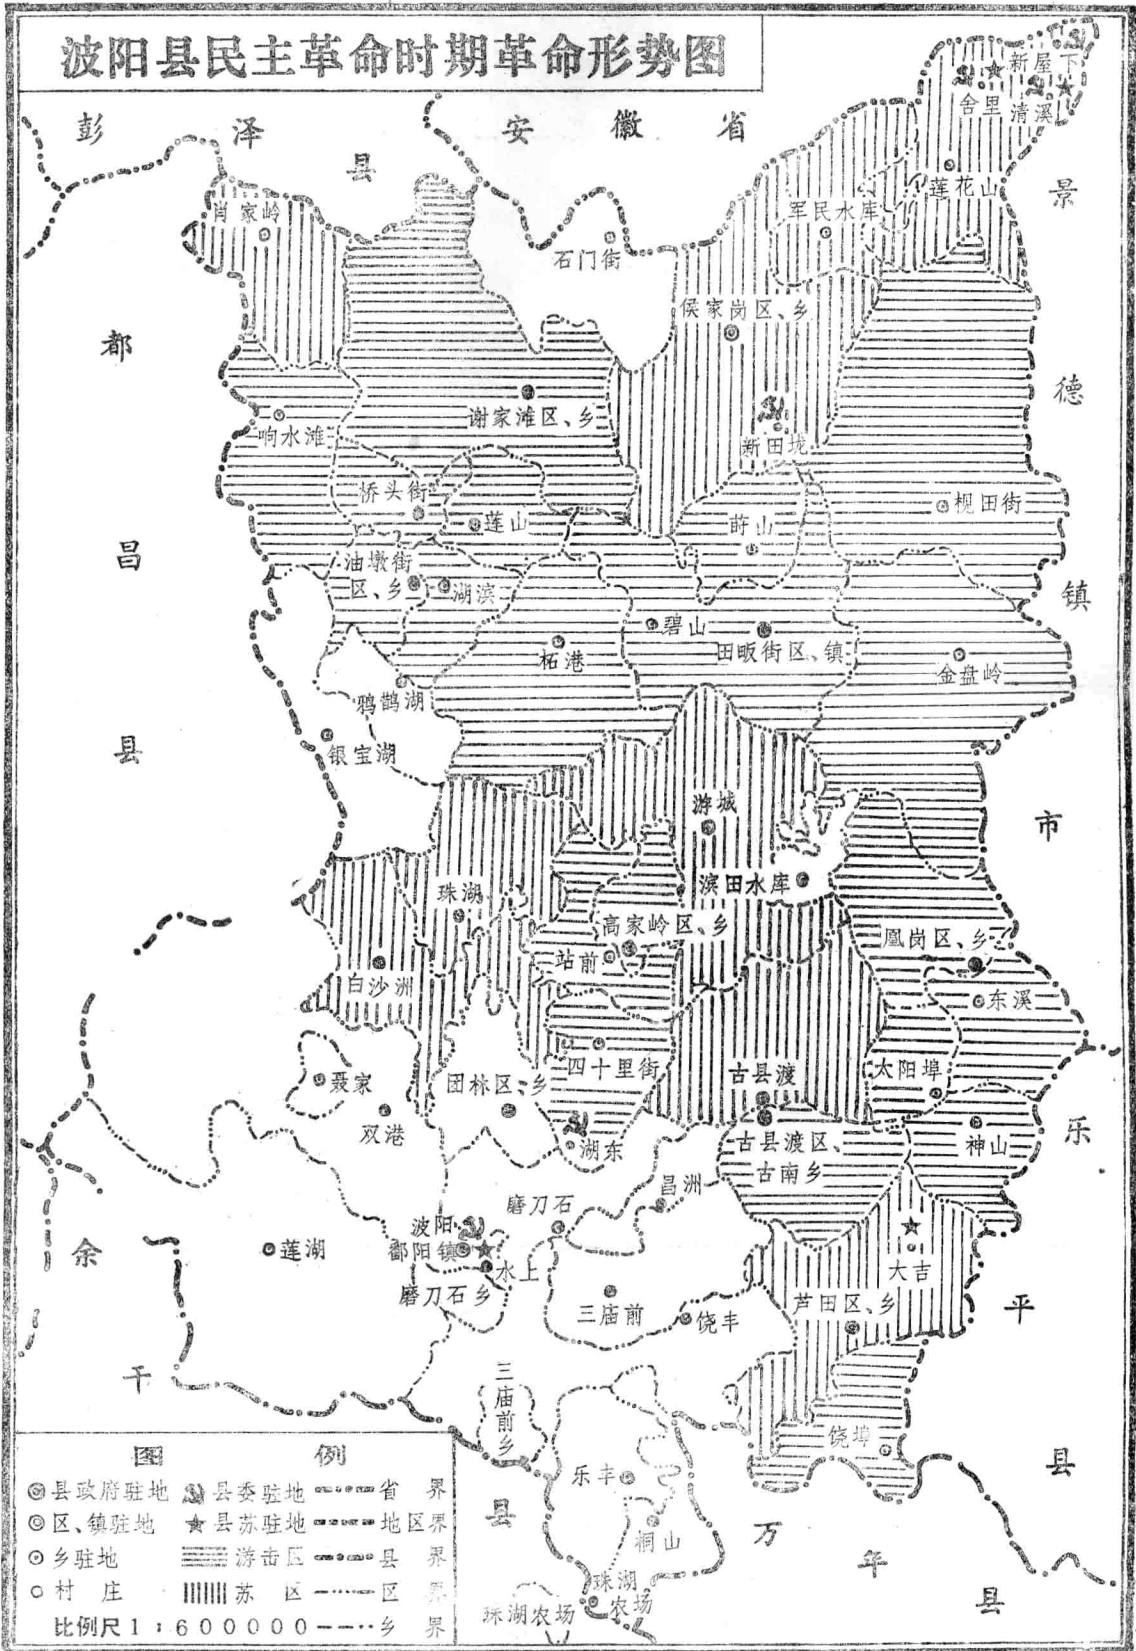 波阳县民主革命时期革命形势图
彭泽县
安徽省
新屋下
舍里
清溪
莲花山
景德镇市
肖家岭
军民水库
石门街
侯家岗区、乡
都昌县
谢家滩区、乡
响水滩
新田垅
桥头街
莲山
莳山
枧田街
油墩街
区、乡
湖滨
碧山
柘港
田畈街区、镇
金盘岭
鸦鹊湖
银宝湖
游城
滨田水库
珠湖
高家岭区、乡
凰岗区、乡
站前
白沙洲
东溪
四十里街
古县渡
太阳埠
聂家
团林区、乡
双港
湖东
古县渡区、
古南乡
神山
乐平县
昌洲
磨刀石
波阳
鄱阳镇
水上
莲湖
余干县
大吉
磨刀石乡
三庙前
饶丰
芦田区、乡
三庙前乡
饶埠
乐丰
桐山
万年县
珠湖
农场
珠湖农场
图例
县政府驻地 县委驻地 省界
区、镇驻地 县苏驻地 地区界
乡驻地 游击区 县界
村庄 苏区 区界
比例尺1:600000 乡界